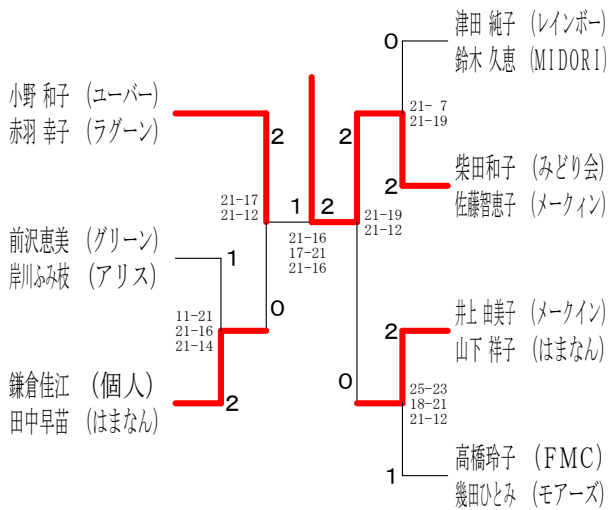 小野 和子 (ユーバー)
赤羽 幸子 (ラグーン)
2
21-17
21-12
前沢恵美 (グリーン)
岸川ふみ枝 (アリス)
1
0
11-21
21-16
21-14
鎌倉佳江 (個人)
田中早苗 (はまなん)
2
1
2
21-16
17-21
21-16
津田 純子 (レインボー)
鈴木 久恵 (MIDORI)
0
2
21- 7
21-19
柴田和子 (みどり会)
佐藤智恵子 (メークィン)
2
21-19
21-12
井上 由美子 (メークイン)
山下 祥子 (はまなん)
2
0
25-23
18-21
21-12
高橋玲子 (FMC)
幾田ひとみ (モアーズ)
1